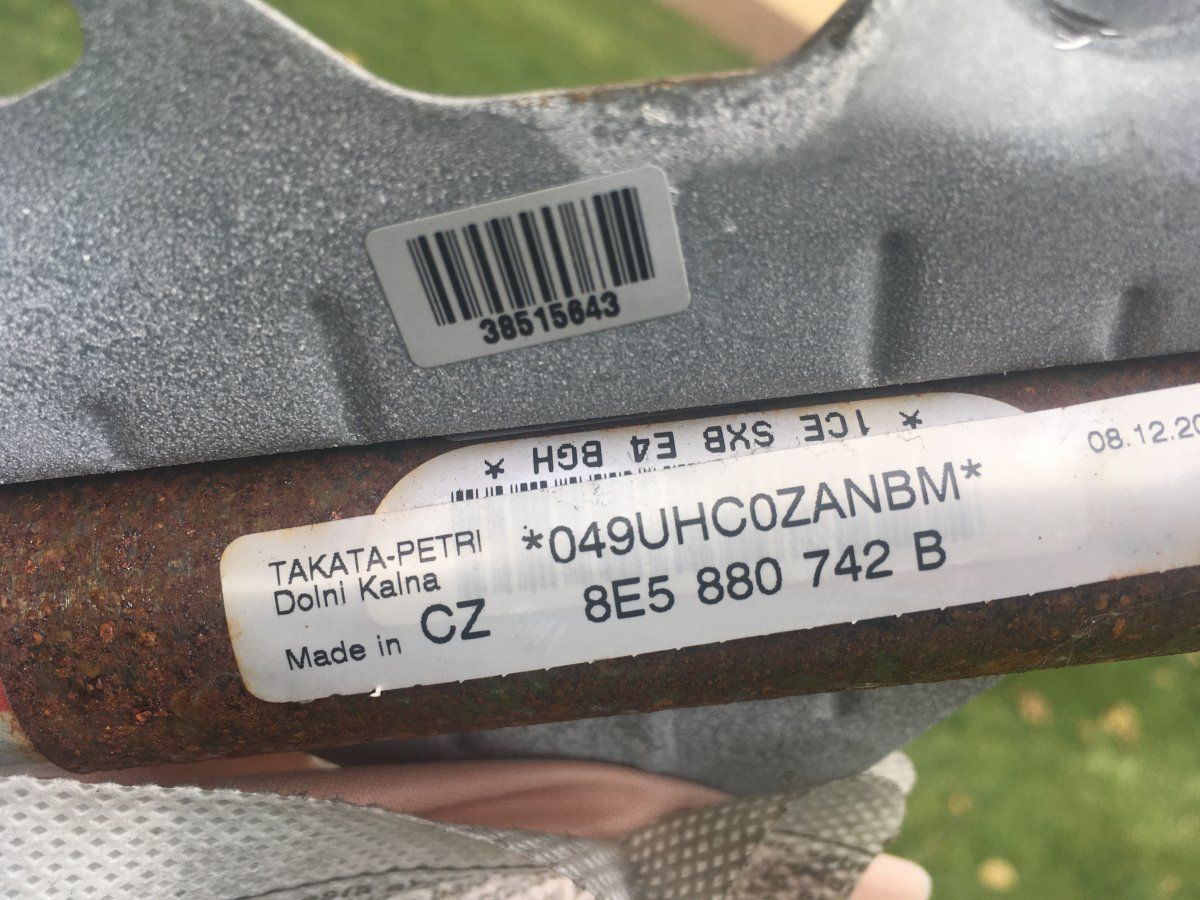 38515643
* 1CE SXB E4 BGH *
08.12.20
TAKATA-PETRI
*049UHC0ZANBM*
Dolni Kalna
8E5 880 742 B
Made in CZ